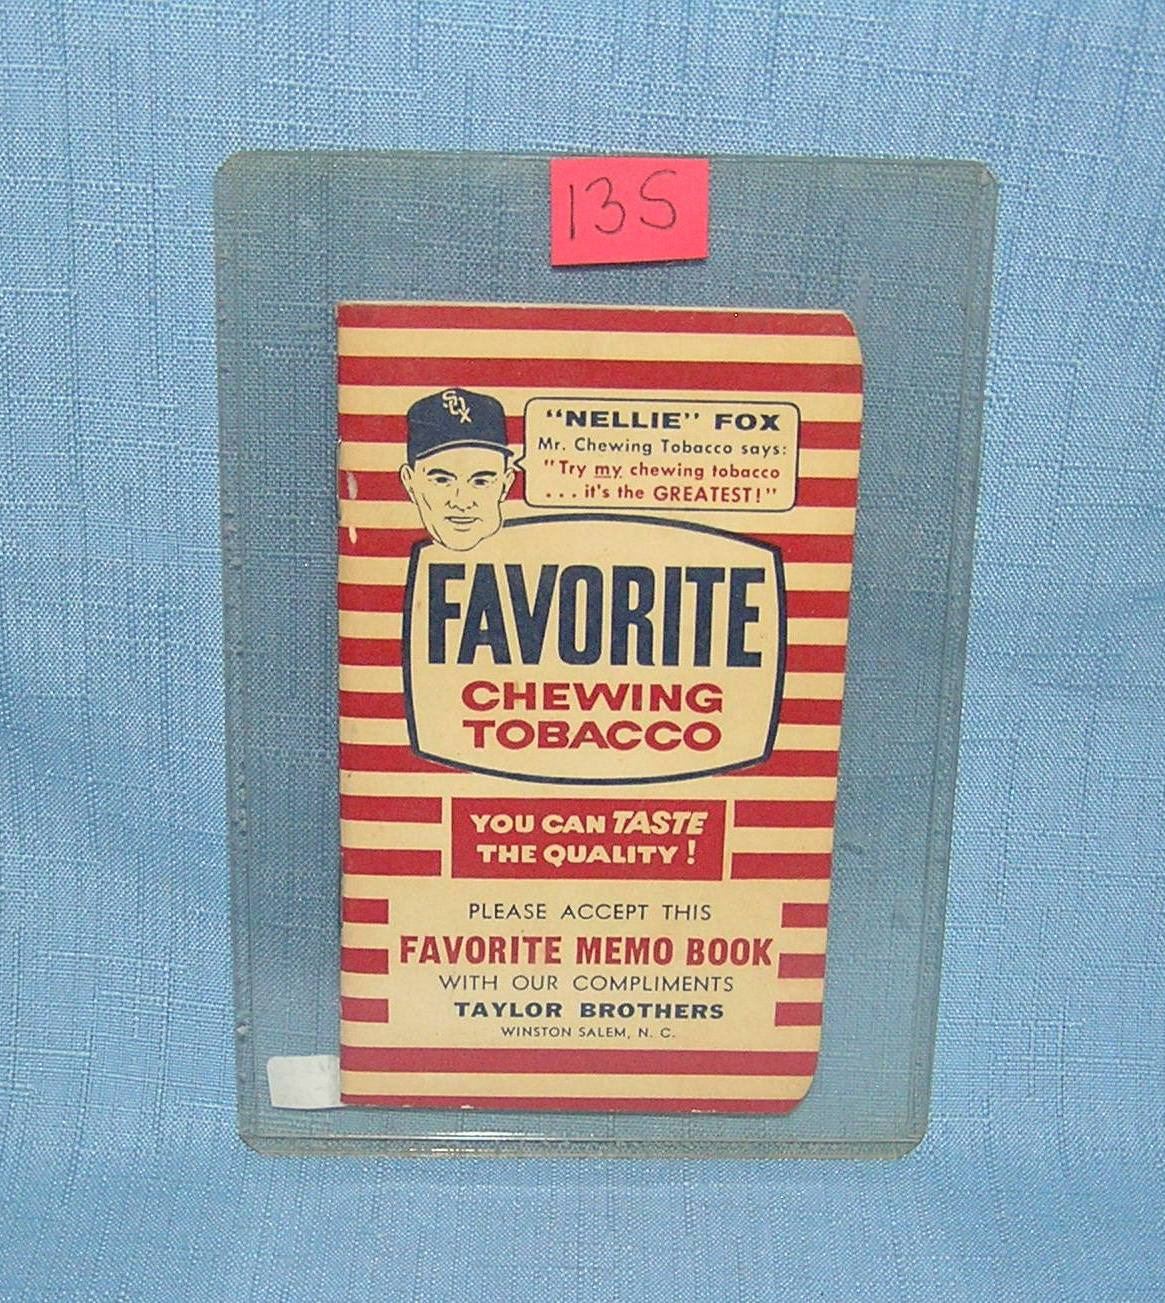 135
SOX
"NELLIE" FOX
Mr. Chewing Tobacco says:
"Try my chewing tobacco
... it's the GREATEST!"
FAVORITE
CHEWING
TOBACCO
YOU CAN TASTE
THE QUALITY!
PLEASE ACCEPT THIS
FAVORITE MEMO BOOK
WITH OUR COMPLIMENTS
TAYLOR BROTHERS
WINSTON SALEM, N. C.